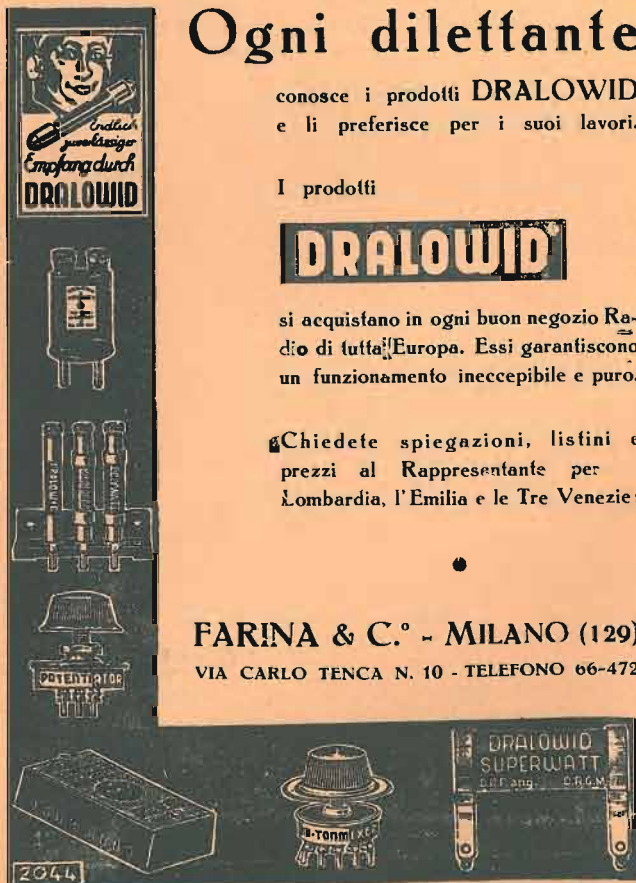 Ogni dilettante
conosce i prodotti DRALOWID
e li preferisce per i suoi lavori.
I prodotti
DRALOWID
si acquistano in ogni buon negozio Ra-
dio di tutta Europa. Essi garantiscono
un funzionamento ineccepibile e puro.
Chiedete spiegazioni, listini e
prezzi al Rappresentante per
Lombardia, l'Emilia e le Tre Venezie
FARINA & C.° - MILANO (129)
VIA CARLO TENCA N. 10 - TELEFONO 66-472
Endlich
zuverlässiger
Empfang durch
DRALOWID
POTENTIATOR
DRALOWID
SUPERWATT
D.R.P. ang. D.R.G.M.
2044